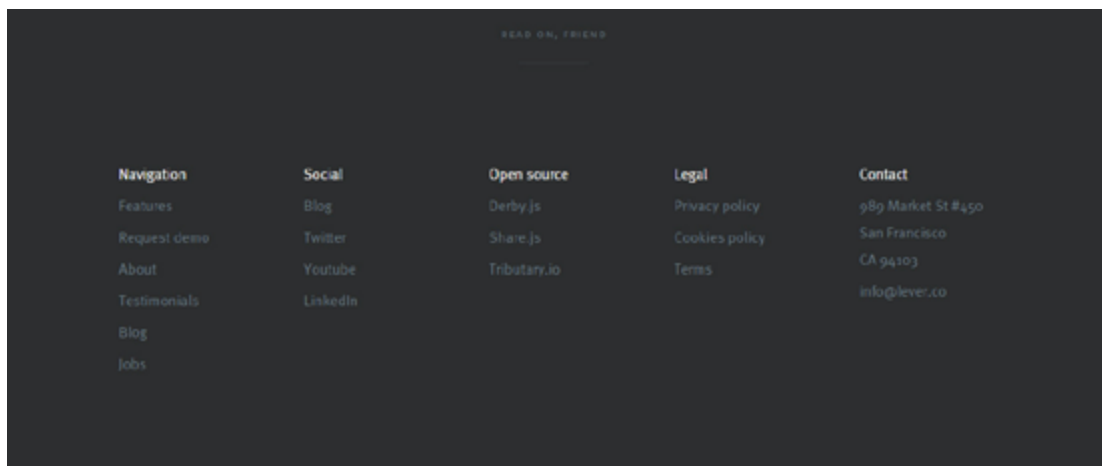 READ ON, FRIEND
Navigation
Features
Request demo
About
Testimonials
Blog
Jobs
Social
Blog
Twitter
Youtube
LinkedIn
Open source
Derby.js
Share.js
Tributary.io
Legal
Privacy policy
Cookies policy
Terms
Contact
989 Market St #450
San Francisco
CA 94103
info@lever.co